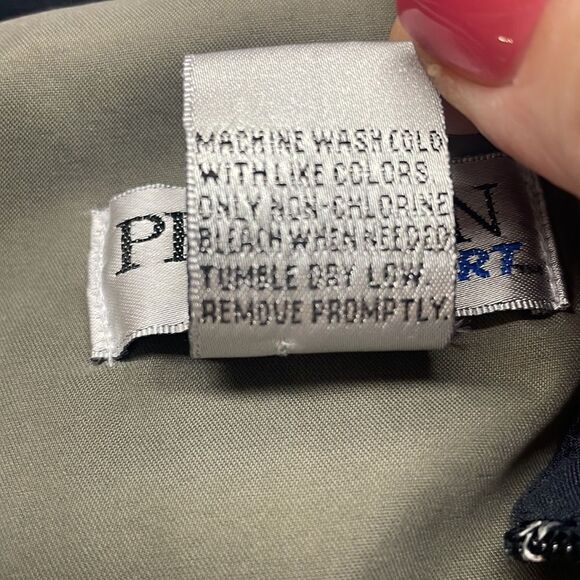 MACHINE WASH COLD
WITH LIKE COLORS
ONLY NON-CHLORINE
BLEACH WHEN NEEDED
TUMBLE DRY LOW.
REMOVE PROMPTLY.